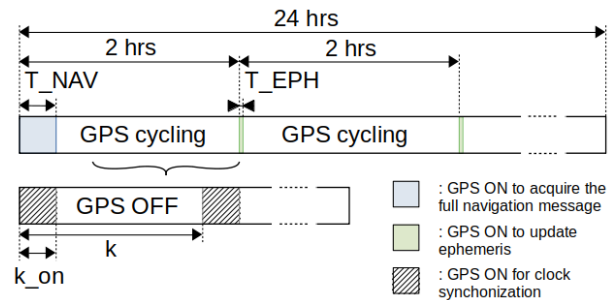 24 hrs
2 hrs
2 hrs
T_NAV
T_EPH
GPS cycling
GPS cycling
GPS OFF
k
k_on
: GPS ON to acquire the
full navigation message
: GPS ON to update
ephemeris
: GPS ON for clock
synchonization